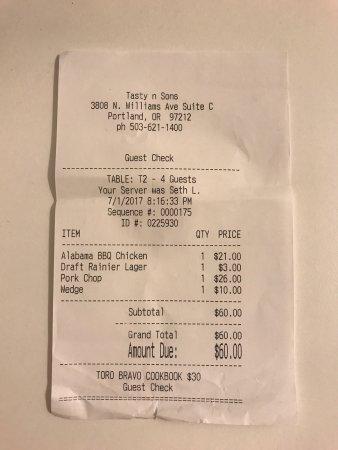 Tasty n Sons
3808 N. Williams Ave Suite C
Portland, OR 97212
ph 503-621-1400
Guest Check
TABLE: T2 - 4 Guests
Your Server was Seth L.
7/1/2017 8:16:33 PM
Sequence #: 0000175
ID #: 0225930
ITEM QTY PRICE
Alabama BBQ Chicken 1 $21.00
Draft Rainier Lager 1 $3.00
Pork Chop 1 $26.00
Wedge 1 $10.00
Subtotal $60.00
Grand Total $60.00
Amount Due: $60.00
TORO BRAVO COOKBOOK $30
Guest Check